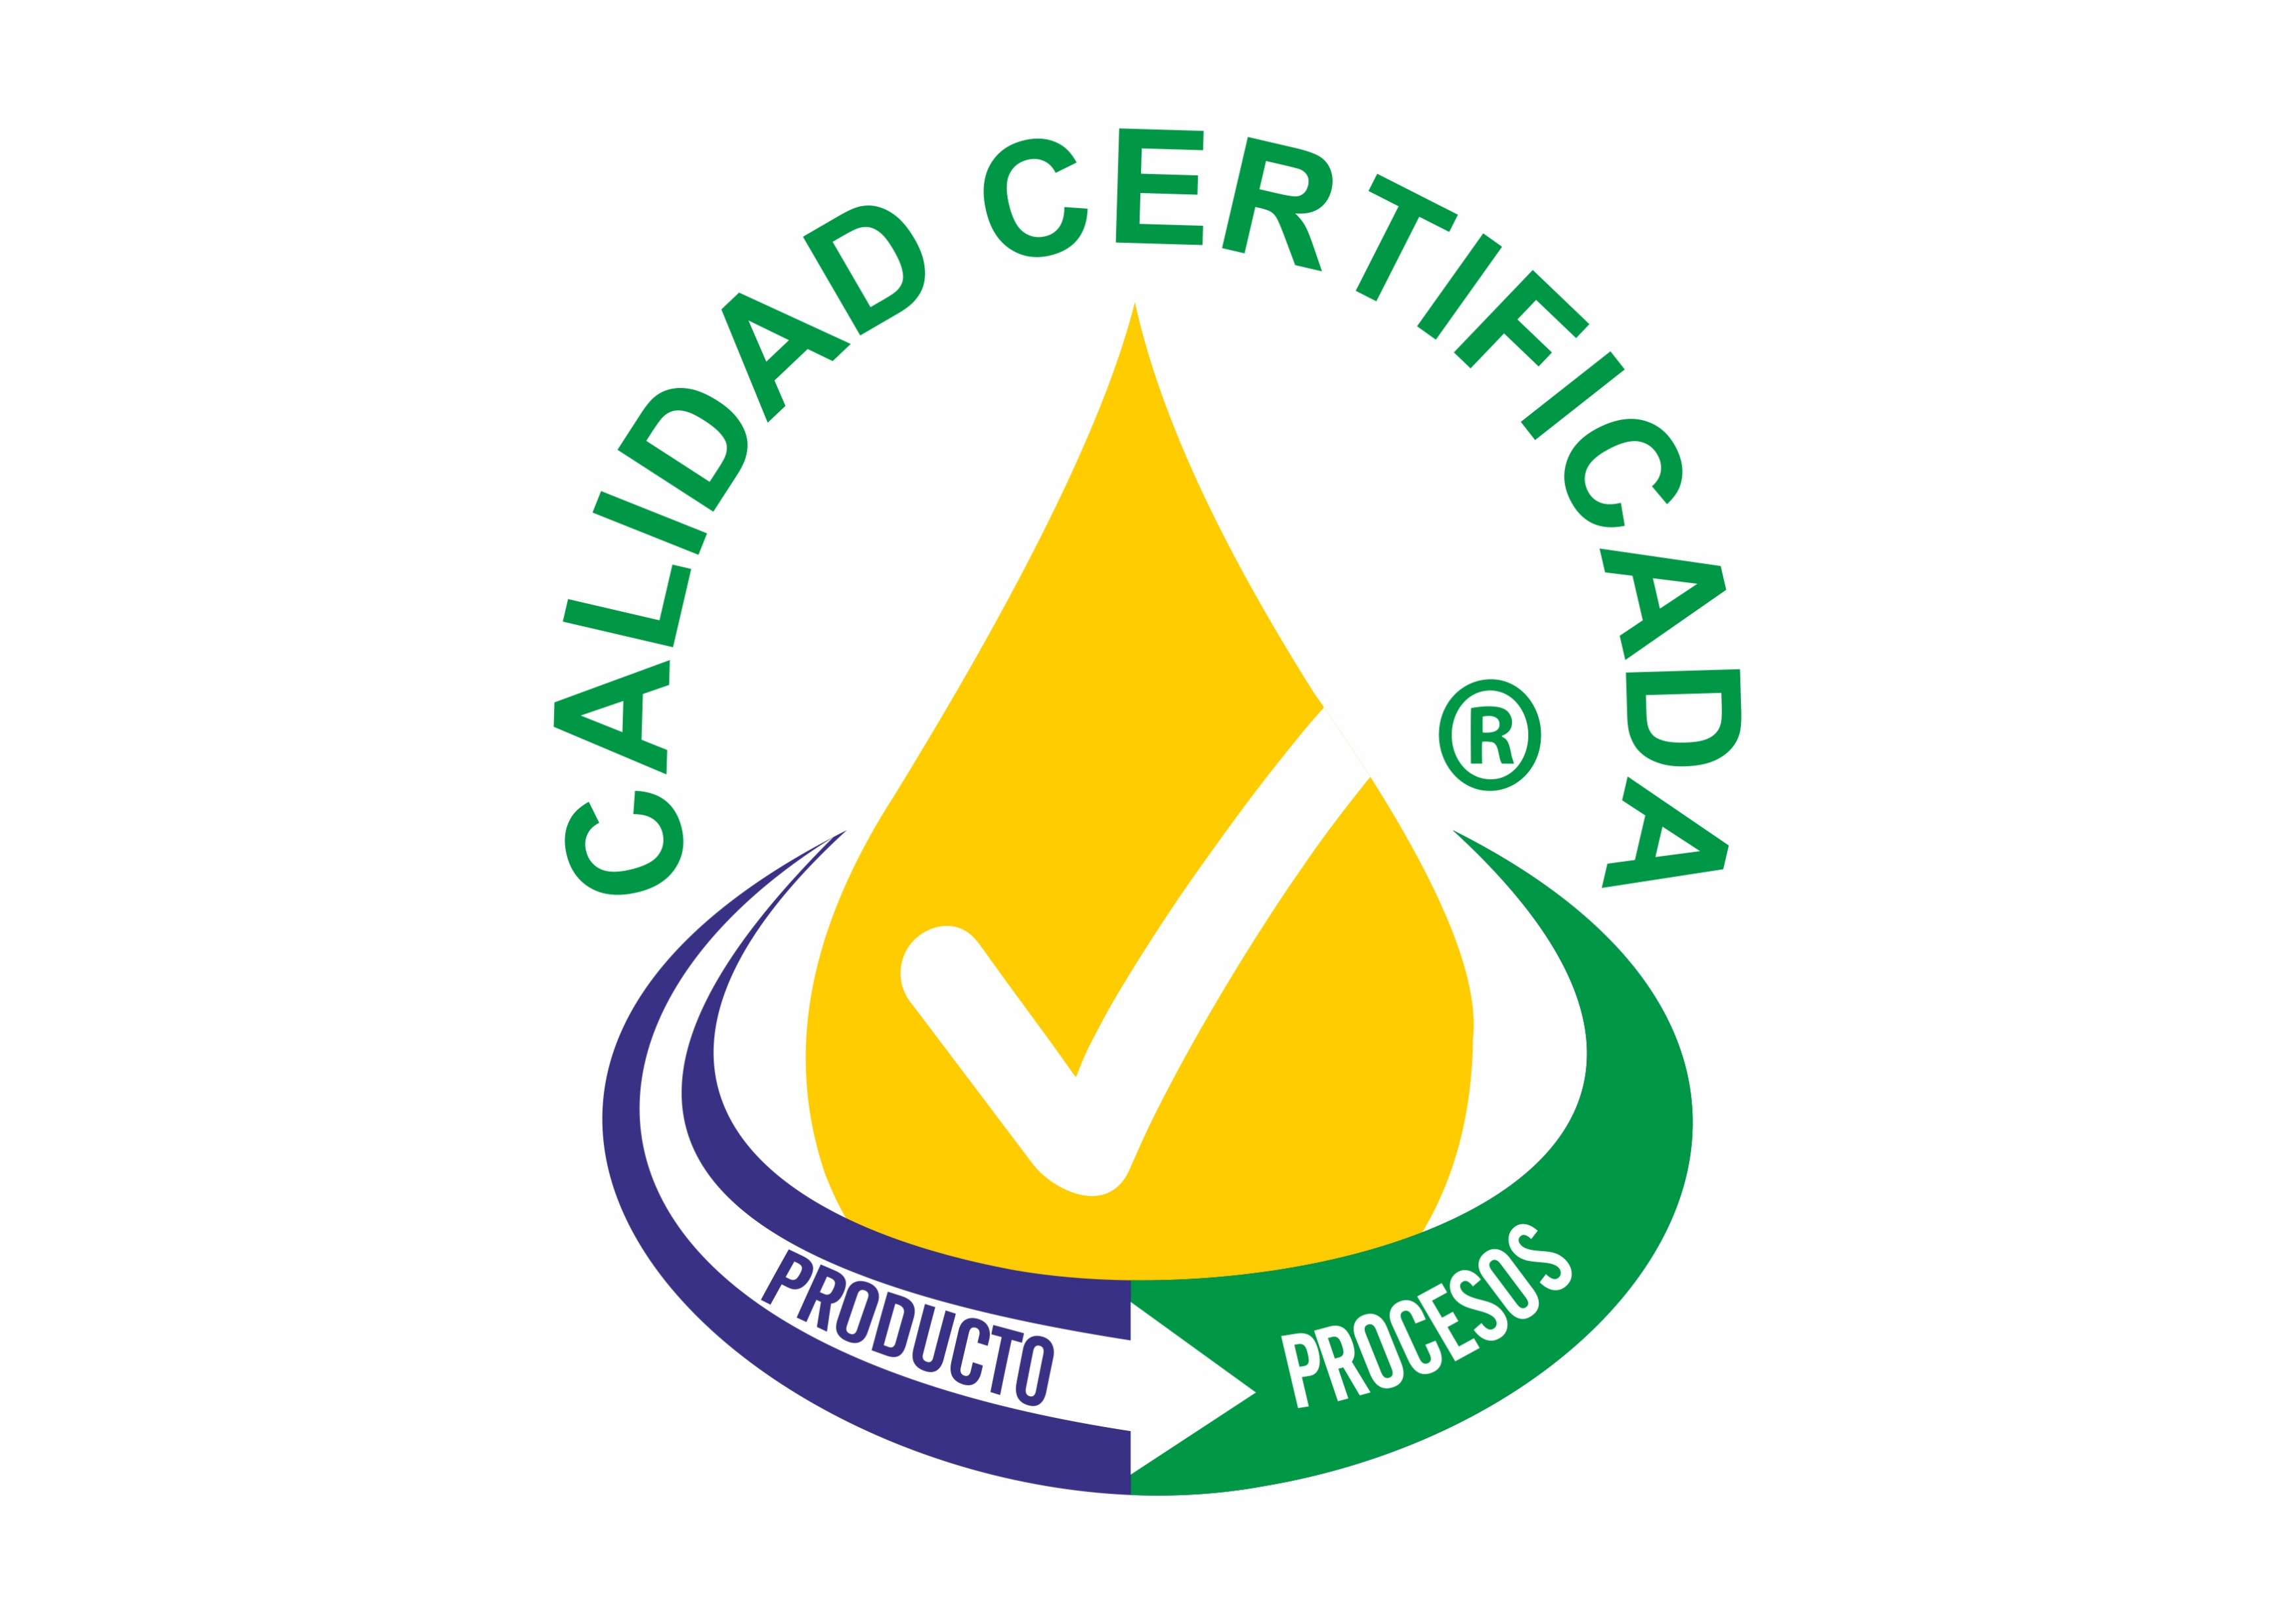 CALIDAD CERTIFICADA
®
PRODUCTO
PROCESOS